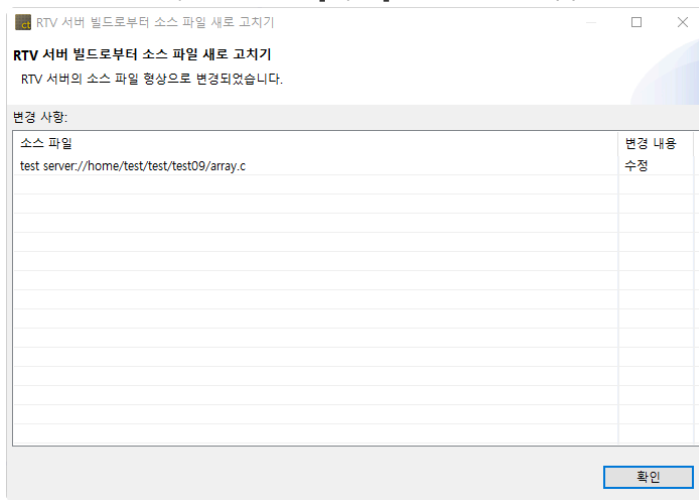 ct RTV 서버 빌드로부터 소스 파일 새로 고치기
RTV 서버 빌드로부터 소스 파일 새로 고치기
RTV 서버의 소스 파일 형상으로 변경되었습니다.
변경 사항:
소스 파일 변경 내용
test server://home/test/test/test09/array.c 수정
확인